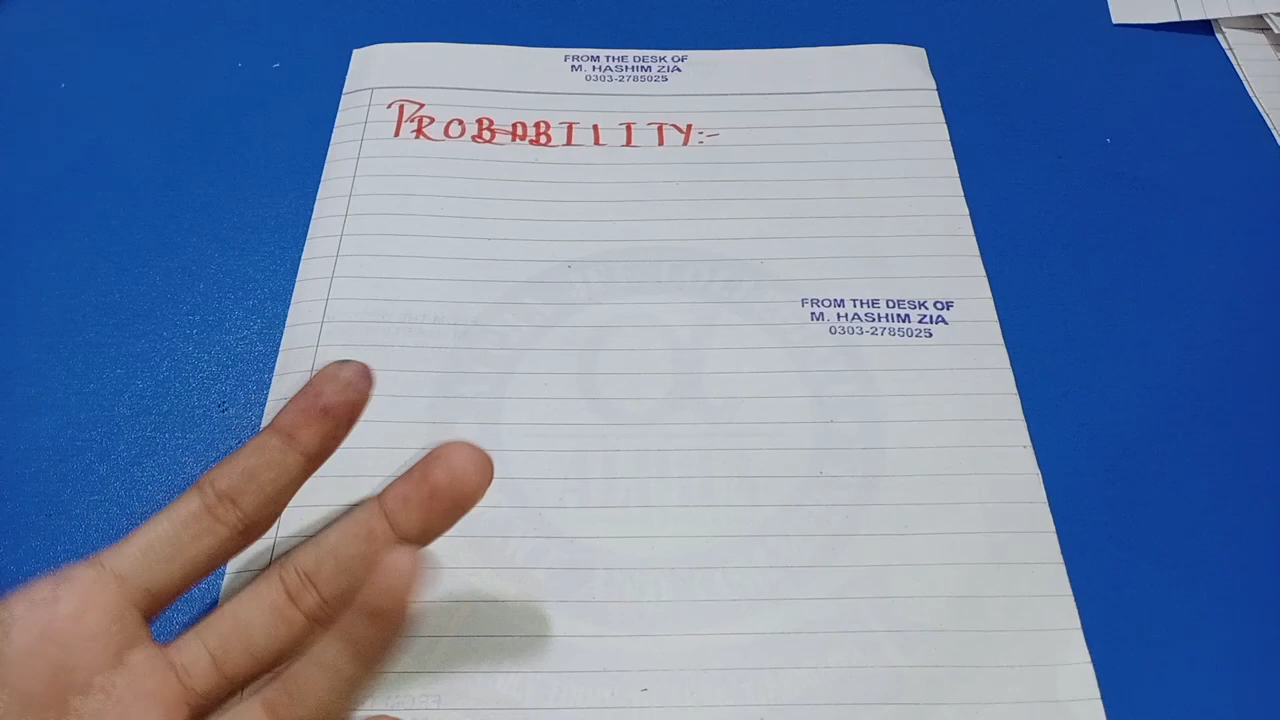 FROM THE DESK OF
M. HASHIM ZIA
0303-2785025
PROBABILITY:-
FROM THE DESK OF
M. HASHIM ZIA
0303-2785025